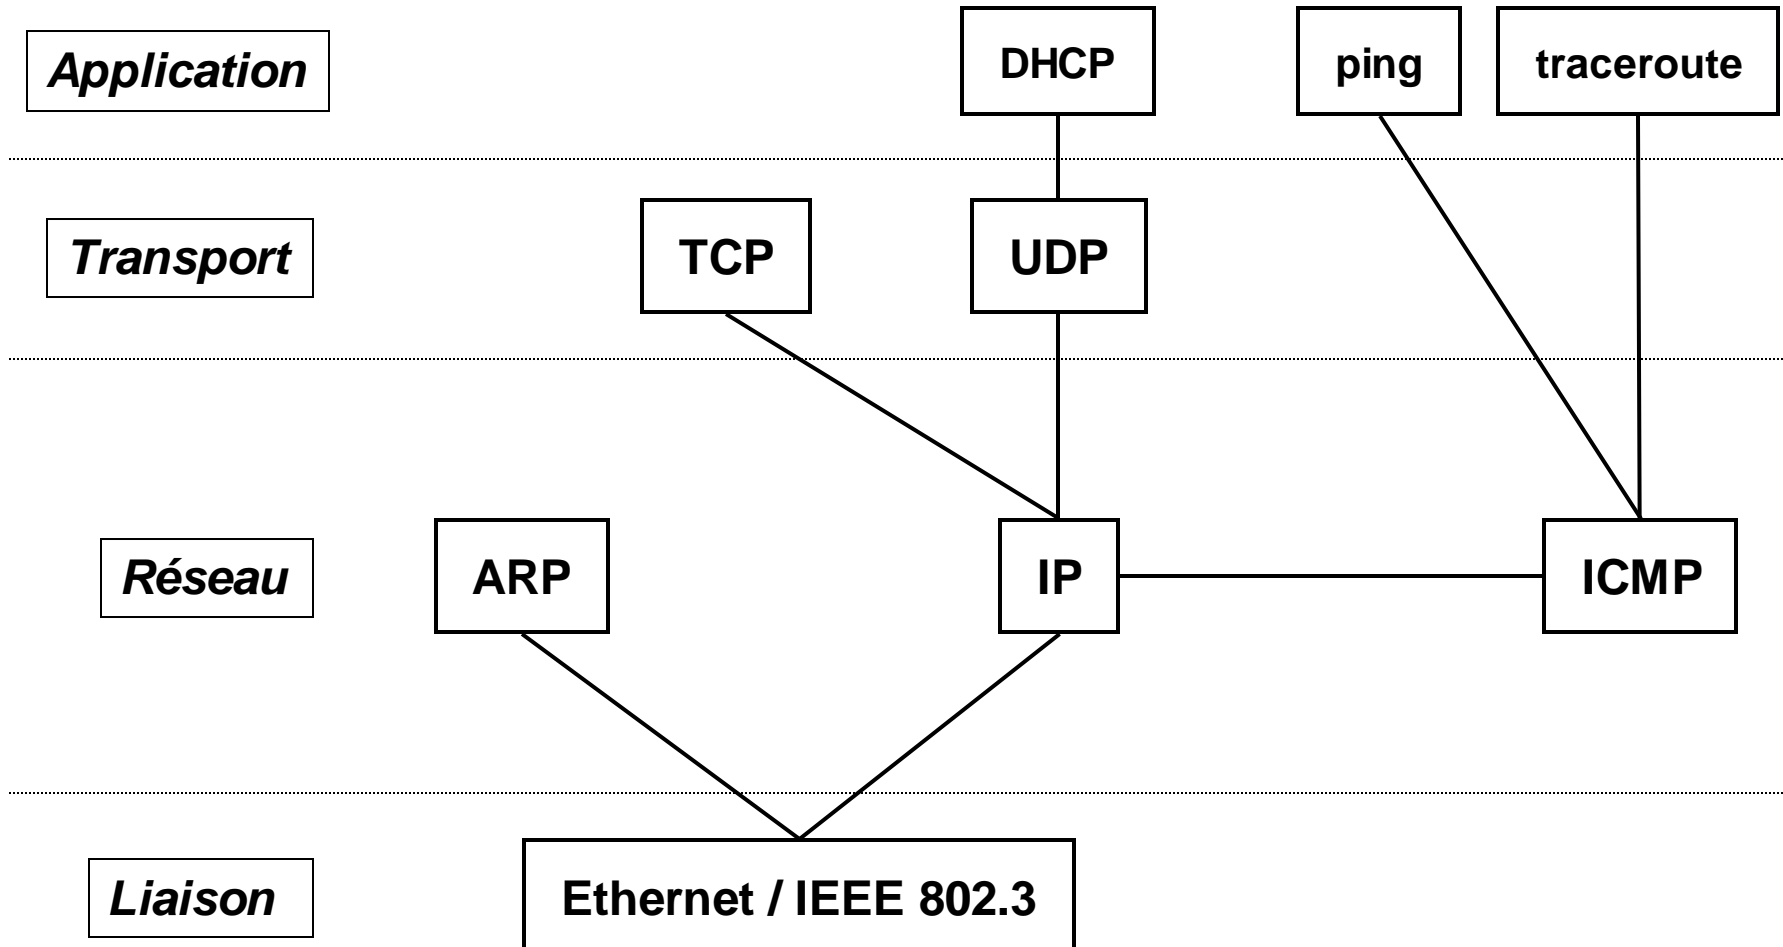 Application
DHCP
ping
traceroute
Transport
TCP
UDP
Réseau
ARP
IP
ICMP
Liaison
Ethernet / IEEE 802.3